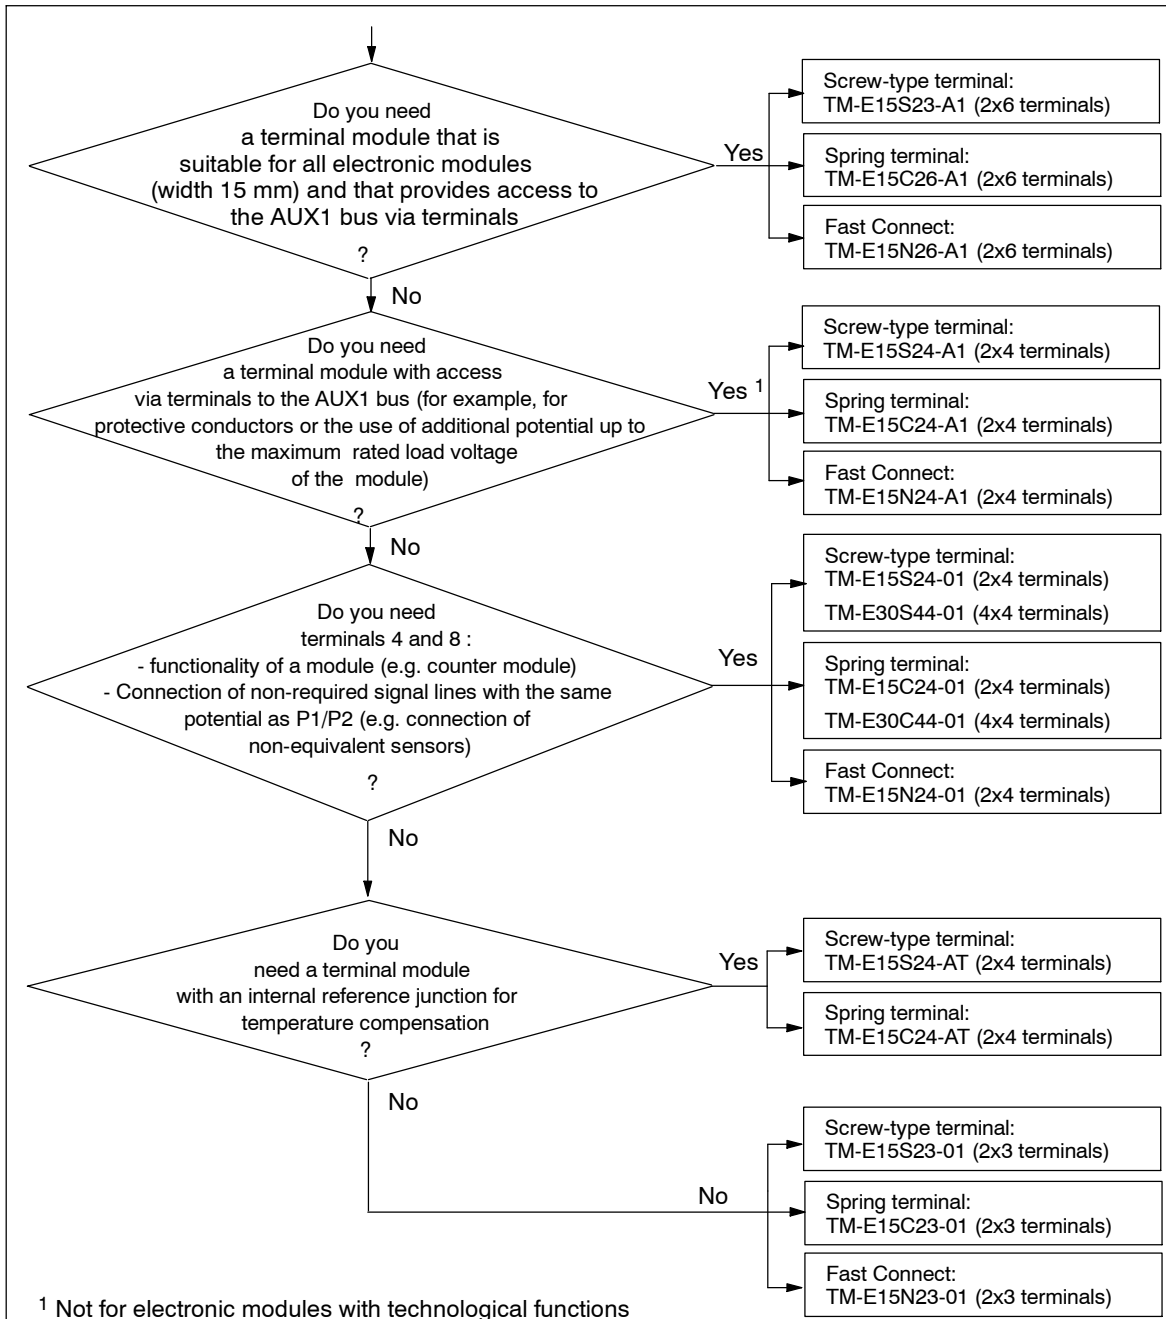 Do you need
a terminal module that is
suitable for all electronic modules
(width 15 mm) and that provides access to
the AUX1 bus via terminals
?
Yes
Screw-type terminal:
TM-E15S23-A1 (2x6 terminals)
Spring terminal:
TM-E15C26-A1 (2x6 terminals)
Fast Connect:
TM-E15N26-A1 (2x6 terminals)
No
Do you need
a terminal module with access
via terminals to the AUX1 bus (for example, for
protective conductors or the use of additional potential up to
the maximum rated load voltage
of the module)
?
Yes 1
Screw-type terminal:
TM-E15S24-A1 (2x4 terminals)
Spring terminal:
TM-E15C24-A1 (2x4 terminals)
Fast Connect:
TM-E15N24-A1 (2x4 terminals)
No
Do you need
terminals 4 and 8 :
- functionality of a module (e.g. counter module)
- Connection of non-required signal lines with the same
potential as P1/P2 (e.g. connection of
non-equivalent sensors)
?
Yes
Screw-type terminal:
TM-E15S24-01 (2x4 terminals)
TM-E30S44-01 (4x4 terminals)
Spring terminal:
TM-E15C24-01 (2x4 terminals)
TM-E30C44-01 (4x4 terminals)
Fast Connect:
TM-E15N24-01 (2x4 terminals)
No
Do you
need a terminal module
with an internal reference junction for
temperature compensation
?
Yes
Screw-type terminal:
TM-E15S24-AT (2x4 terminals)
Spring terminal:
TM-E15C24-AT (2x4 terminals)
No
No
Screw-type terminal:
TM-E15S23-01 (2x3 terminals)
Spring terminal:
TM-E15C23-01 (2x3 terminals)
Fast Connect:
TM-E15N23-01 (2x3 terminals)
1 Not for electronic modules with technological functions